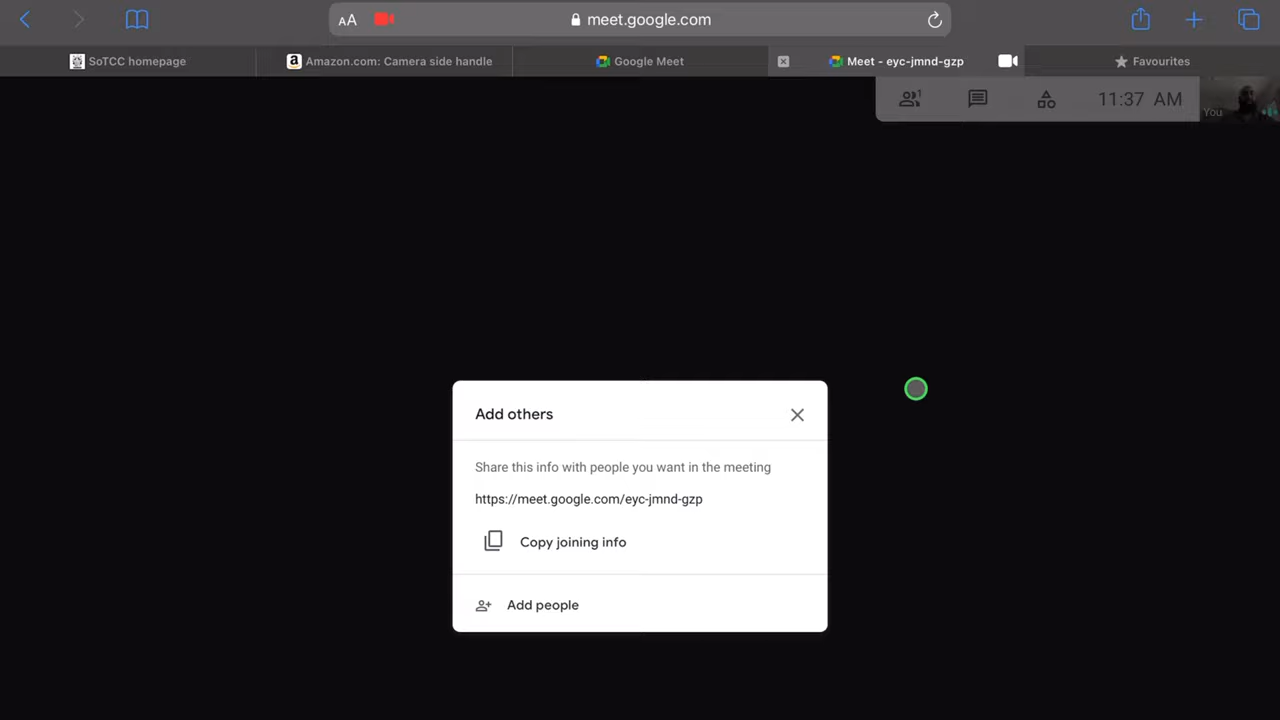 AA meet.google.com
SoTCC homepage
a Amazon.com: Camera side handle
Google Meet
Meet - eyc-jmnd-gzp
Favourites
1
11:37 AM
You
Add others
Share this info with people you want in the meeting
https://meet.google.com/eyc-jmnd-gzp
Copy joining info
Add people